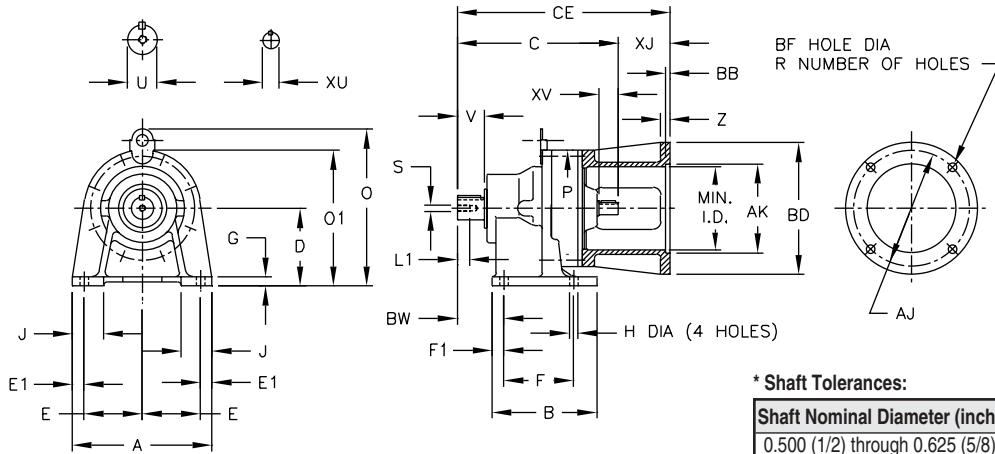 CE
C
XJ
BF HOLE DIA
R NUMBER OF HOLES
BB
XV
Z
U
XU
V
S
P
O
O1
MIN.
I.D.
AK
BD
G
D
L1
AJ
BW
H DIA (4 HOLES)
J
J
F1
E1
E1
F
E
E
B
A
* Shaft Tolerances:
Shaft Nominal Diameter (inch
0.500 (1/2) through 0.625 (5/8)